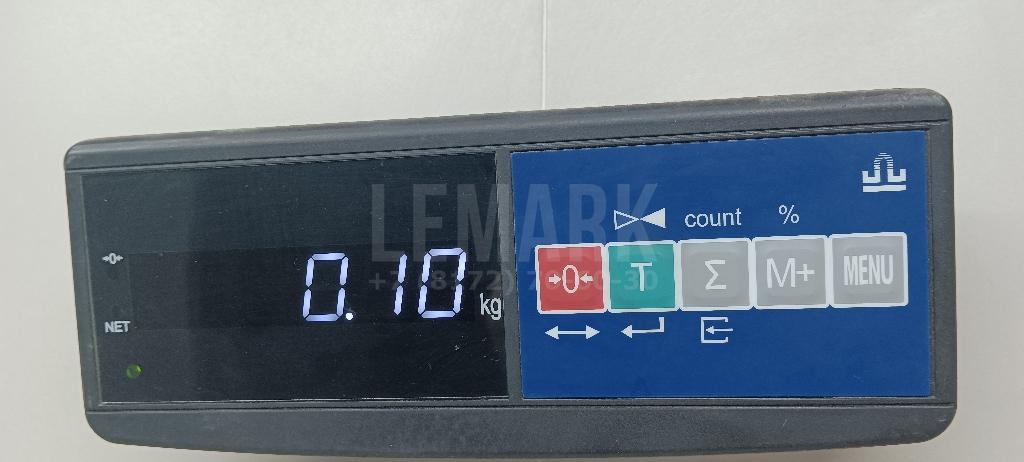 LEMARK
count %
→0← T Σ M+ MENU
→0←
0.10 kg
NET